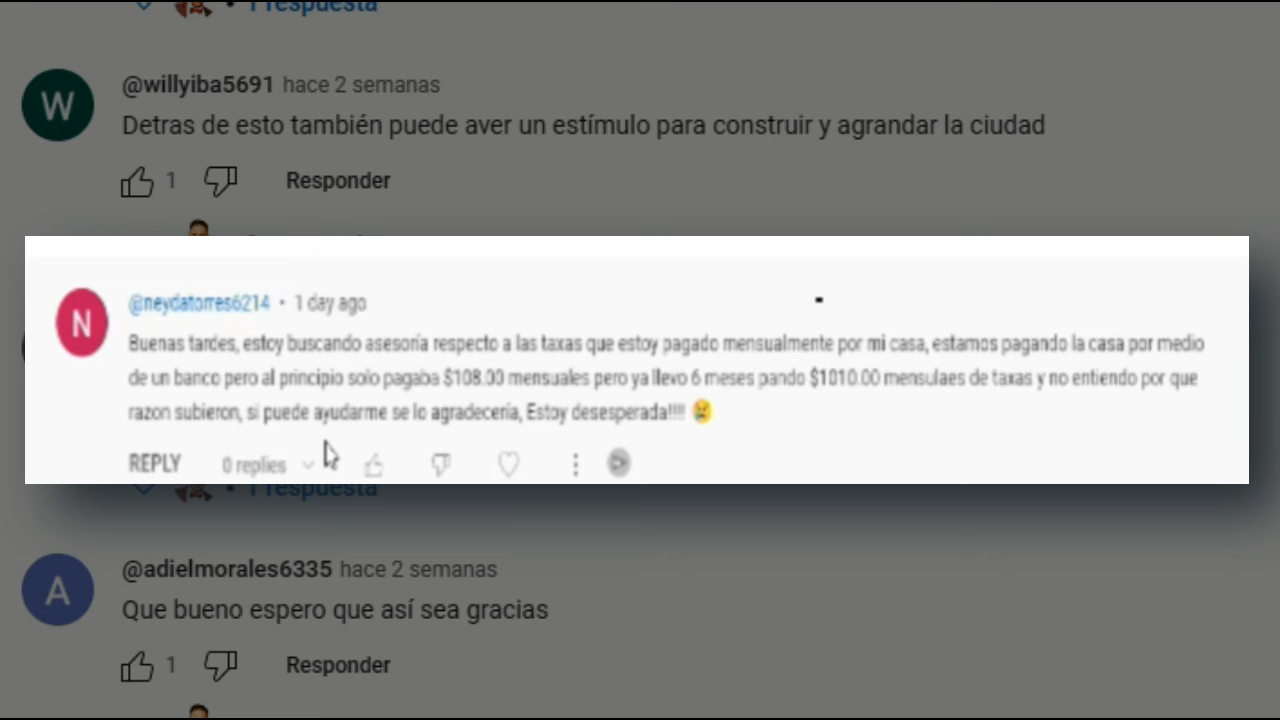 1 respuesta
@willyiba5691 hace 2 semanas
Detras de esto también puede aver un estímulo para construir y agrandar la ciudad
1 Responder
@neydatorres6214 • 1 day ago
Buenas tardes, estoy buscando asesoria respecto a las taxas que estoy pagado mensualmente por mi casa, estamos pagando la casa por medio
de un banco pero al principio solo pagaba $108.00 mensuales pero ya llevo 6 meses pando $1010.00 mensulaes de taxas y no entiendo por que
razon subieron, si puede ayudarme se lo agradecería, Estoy desesperada!!!!
REPLY 0 replies
1 respuesta
@adielmorales6335 hace 2 semanas
Que bueno espero que así sea gracias
1 Responder
W
N
A